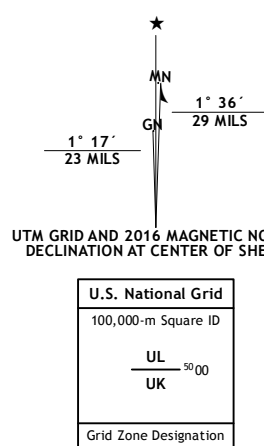 ★
MN
1° 36´
29 MILS
GN
1° 17´
23 MILS
UTM GRID AND 2016 MAGNETIC NO
DECLINATION AT CENTER OF SHE
U.S. National Grid
100,000-m Square ID
UL
5000
UK
Grid Zone Designation